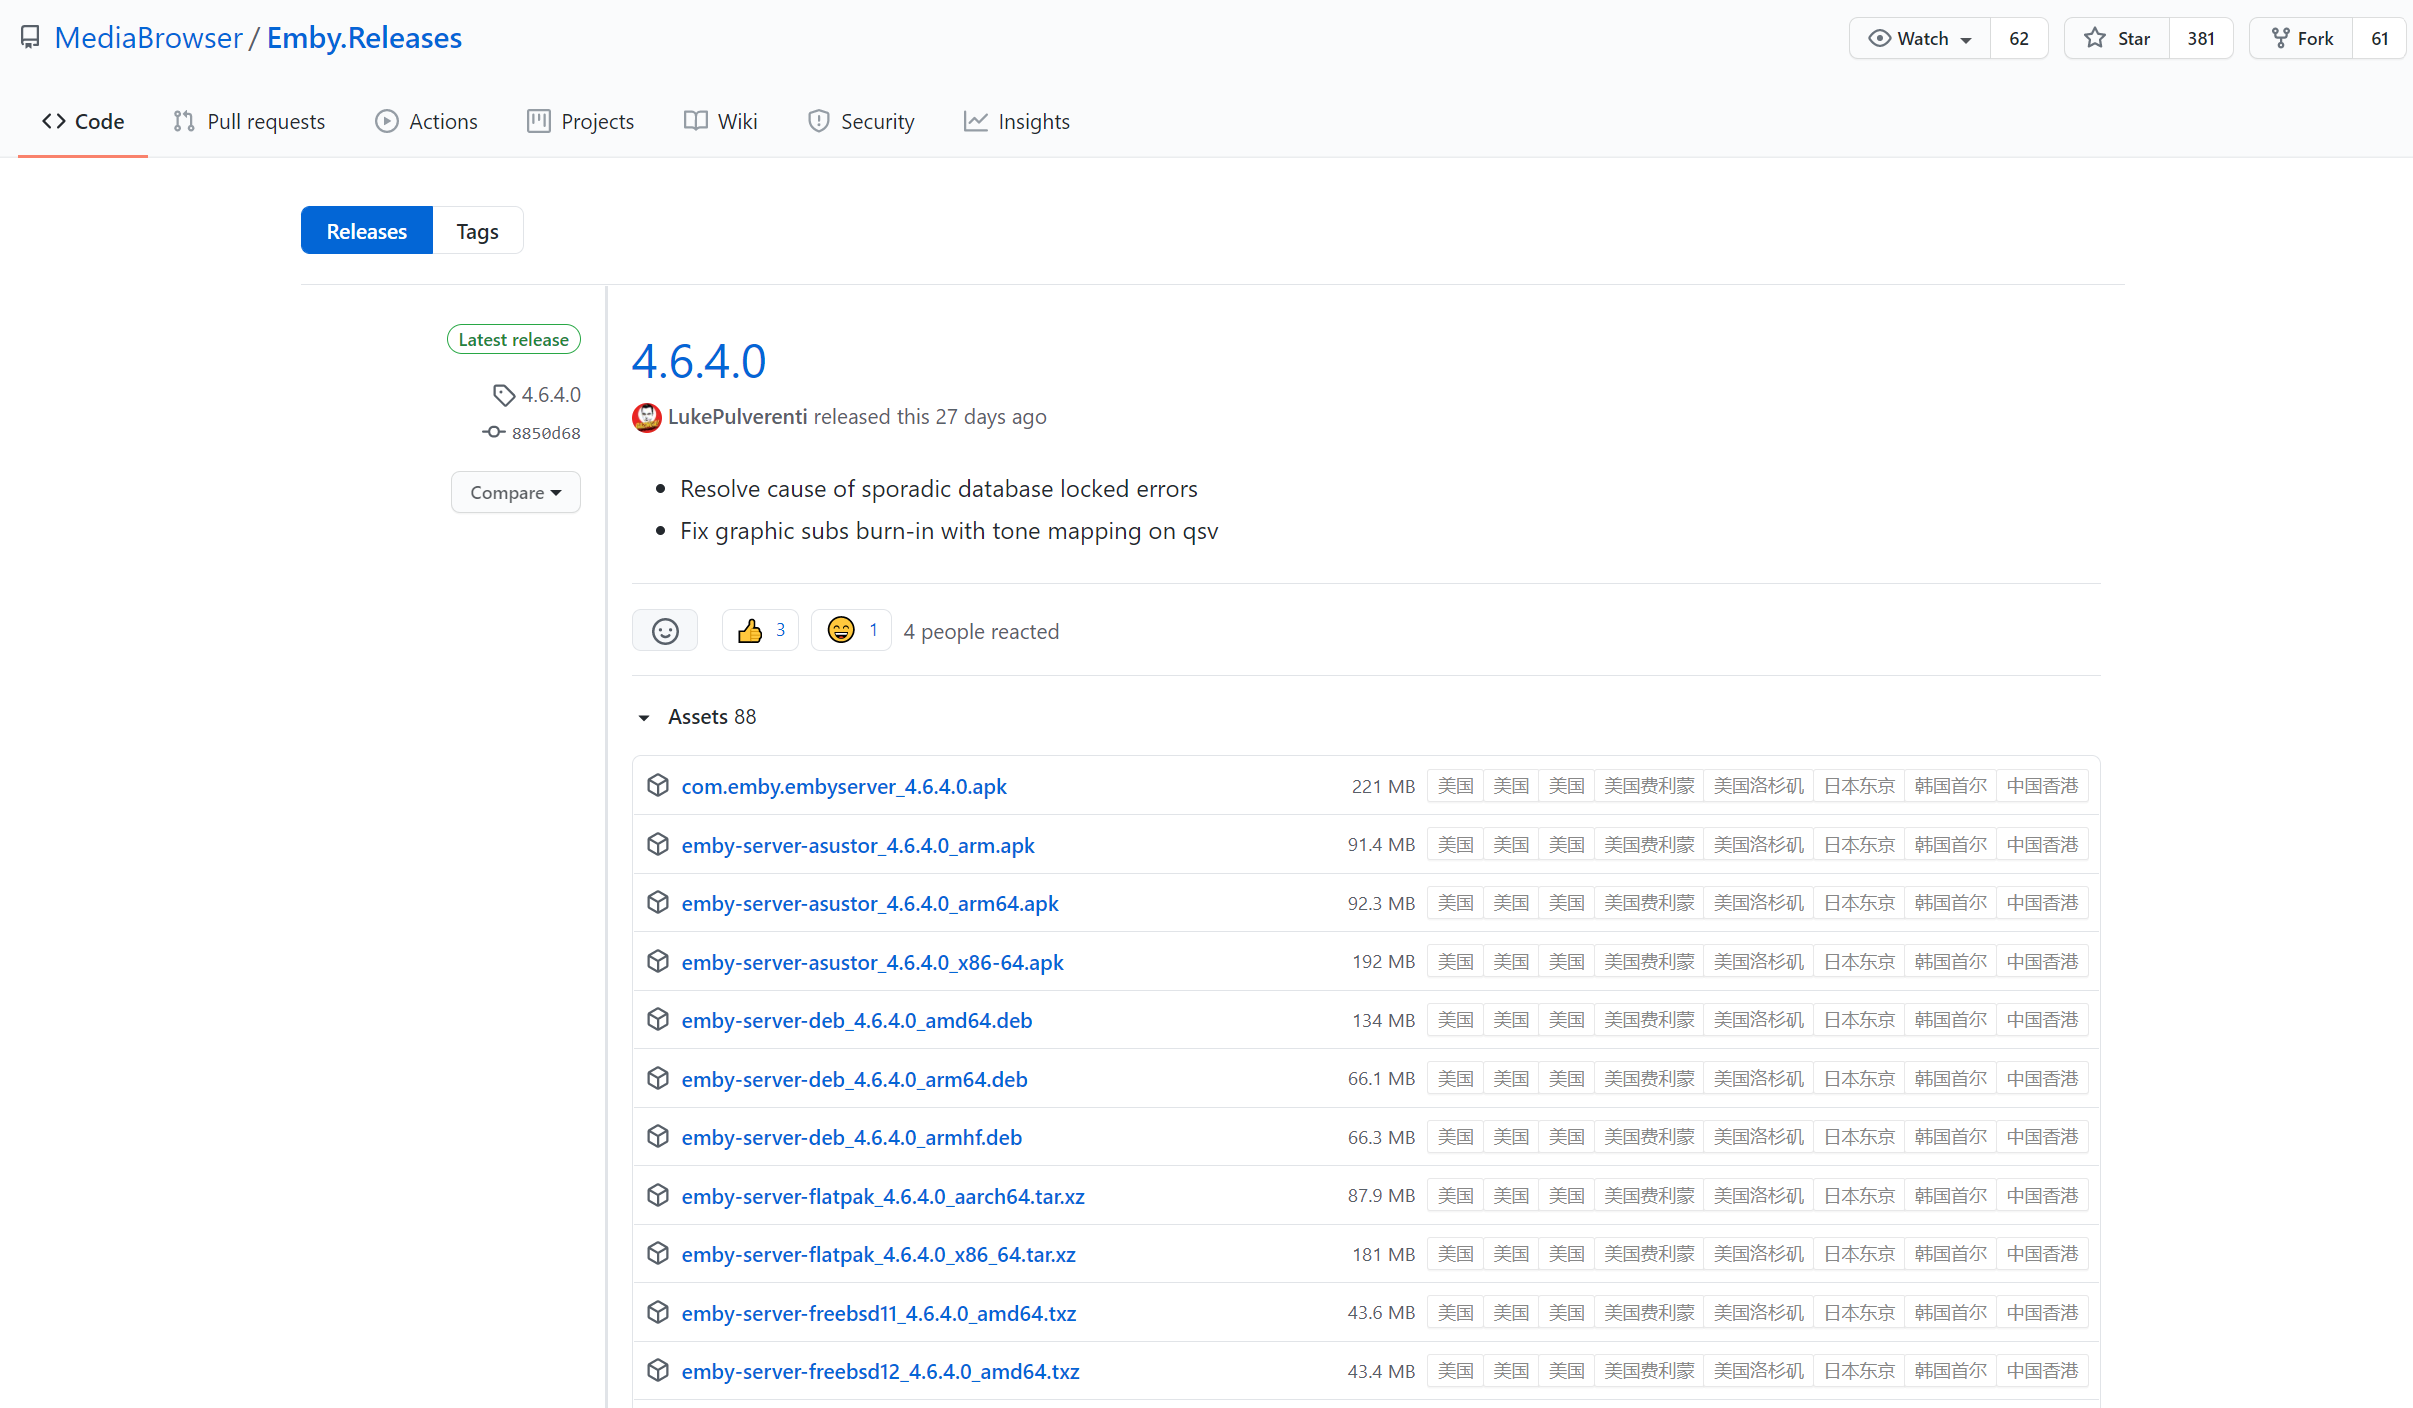 MediaBrowser / Emby.Releases
Watch 62 Star 381 Fork 61
Code Pull requests Actions Projects Wiki Security Insights
Releases Tags
Latest release
4.6.4.0
8850d68
Compare
4.6.4.0
LukePulverenti released this 27 days ago
Resolve cause of sporadic database locked errors
Fix graphic subs burn-in with tone mapping on qsv
3 1 4 people reacted
Assets 88
com.emby.embyserver_4.6.4.0.apk 221 MB 美国 美国 美国 美国费利蒙 美国洛杉矶 日本东京 韩国首尔 中国香港
emby-server-asustor_4.6.4.0_arm.apk 91.4 MB 美国 美国 美国 美国费利蒙 美国洛杉矶 日本东京 韩国首尔 中国香港
emby-server-asustor_4.6.4.0_arm64.apk 92.3 MB 美国 美国 美国 美国费利蒙 美国洛杉矶 日本东京 韩国首尔 中国香港
emby-server-asustor_4.6.4.0_x86-64.apk 192 MB 美国 美国 美国 美国费利蒙 美国洛杉矶 日本东京 韩国首尔 中国香港
emby-server-deb_4.6.4.0_amd64.deb 134 MB 美国 美国 美国 美国费利蒙 美国洛杉矶 日本东京 韩国首尔 中国香港
emby-server-deb_4.6.4.0_arm64.deb 66.1 MB 美国 美国 美国 美国费利蒙 美国洛杉矶 日本东京 韩国首尔 中国香港
emby-server-deb_4.6.4.0_armhf.deb 66.3 MB 美国 美国 美国 美国费利蒙 美国洛杉矶 日本东京 韩国首尔 中国香港
emby-server-flatpak_4.6.4.0_aarch64.tar.xz 87.9 MB 美国 美国 美国 美国费利蒙 美国洛杉矶 日本东京 韩国首尔 中国香港
emby-server-flatpak_4.6.4.0_x86_64.tar.xz 181 MB 美国 美国 美国 美国费利蒙 美国洛杉矶 日本东京 韩国首尔 中国香港
emby-server-freebsd11_4.6.4.0_amd64.txz 43.6 MB 美国 美国 美国 美国费利蒙 美国洛杉矶 日本东京 韩国首尔 中国香港
emby-server-freebsd12_4.6.4.0_amd64.txz 43.4 MB 美国 美国 美国 美国费利蒙 美国洛杉矶 日本东京 韩国首尔 中国香港